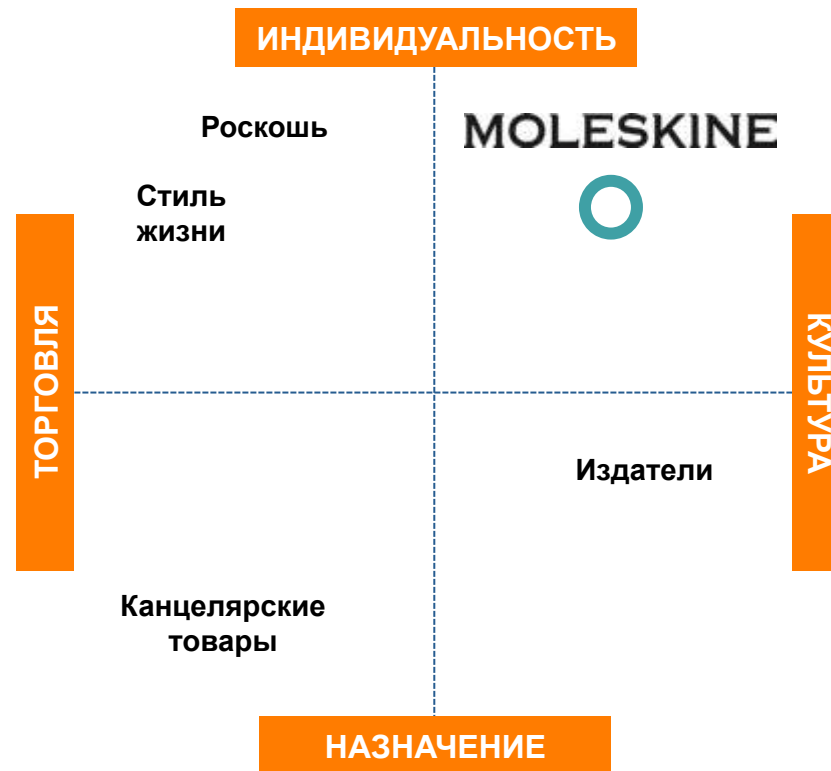 ИНДИВИДУАЛЬНОСТЬ
Роскошь
MOLESKINE
Стиль
жизни
ТОРГОВЛЯ
КУЛЬТУРА
Издатели
Канцелярские
товары
НАЗНАЧЕНИЕ